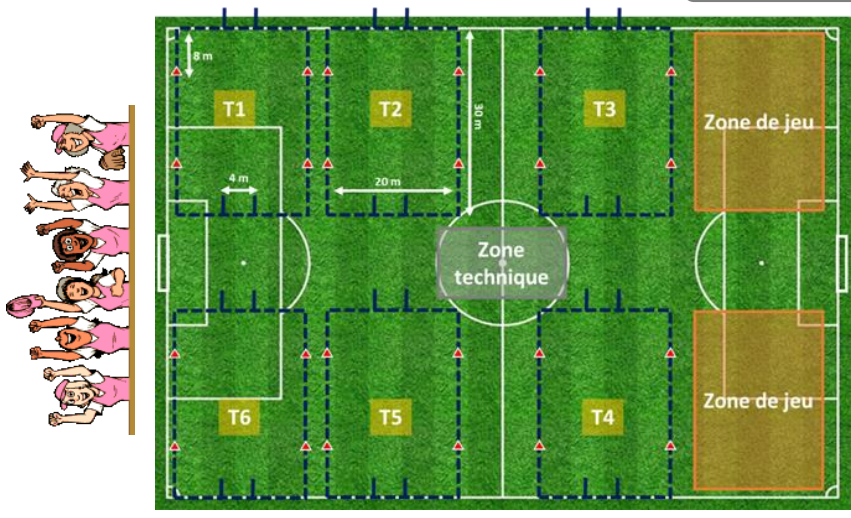 8 m
T1
T2
T3
Zone de jeu
30 m
4 m
20 m
Zone
technique
T6
T5
T4
Zone de jeu